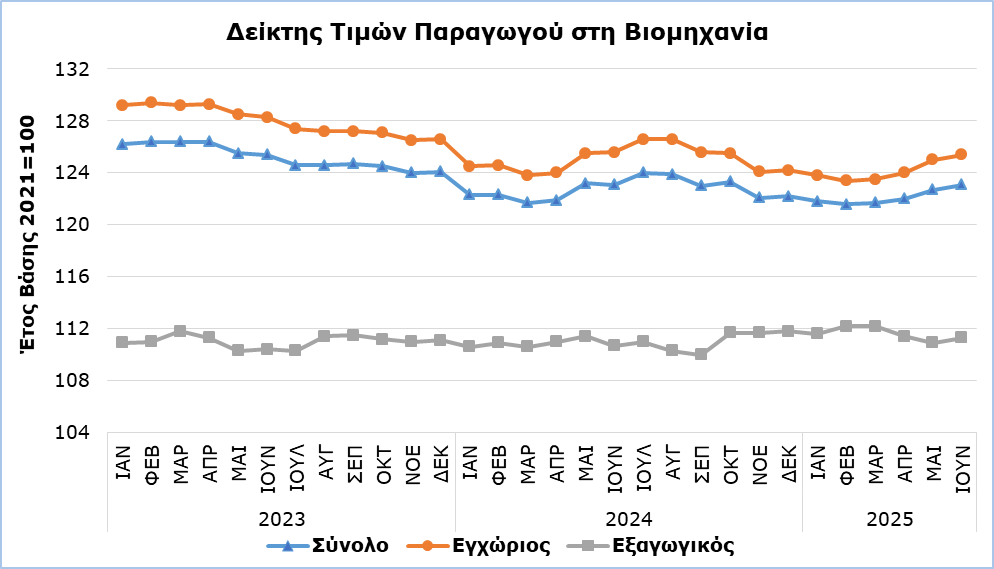 Δείκτης Τιμών Παραγωγού στη Βιομηχανία
Έτος Βάσης 2021=100
132
128
124
120
116
112
108
104
ΙΑΝ ΦΕΒ ΜΑΡ ΑΠΡ ΜΑΙ ΙΟΥΝ ΙΟΥΛ ΑΥΓ ΣΕΠ ΟΚΤ ΝΟΕ ΔΕΚ ΙΑΝ ΦΕΒ ΜΑΡ ΑΠΡ ΜΑΙ ΙΟΥΝ ΙΟΥΛ ΑΥΓ ΣΕΠ ΟΚΤ ΝΟΕ ΔΕΚ ΙΑΝ ΦΕΒ ΜΑΡ ΑΠΡ ΜΑΙ ΙΟΥΝ
2023 2024 2025
Σύνολο Εγχώριος Εξαγωγικός